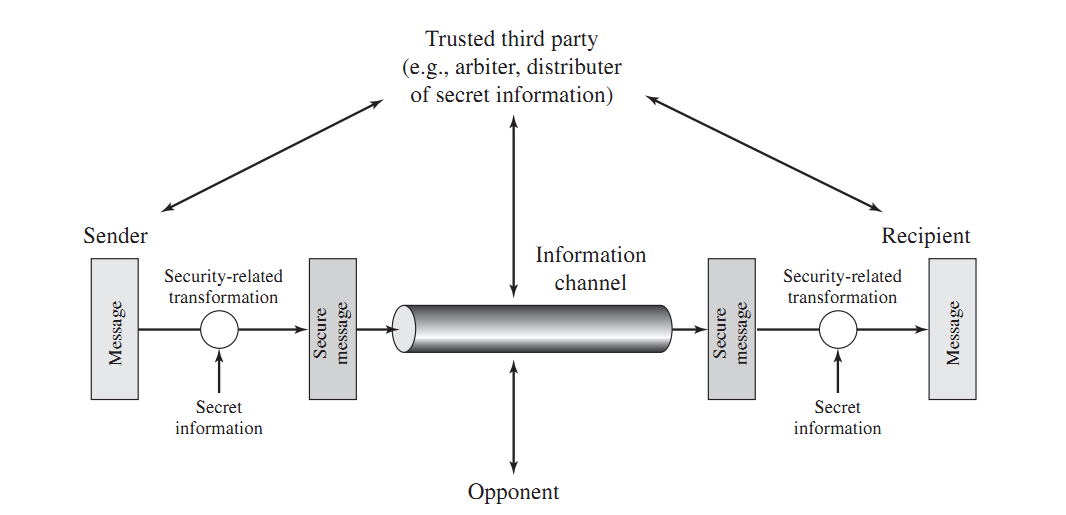 Trusted third party
(e.g., arbiter, distributer
of secret information)
Sender
Recipient
Information
channel
Message
Security-related
transformation
Secret
information
Secure
message
Secure
message
Security-related
transformation
Secret
information
Message
Opponent